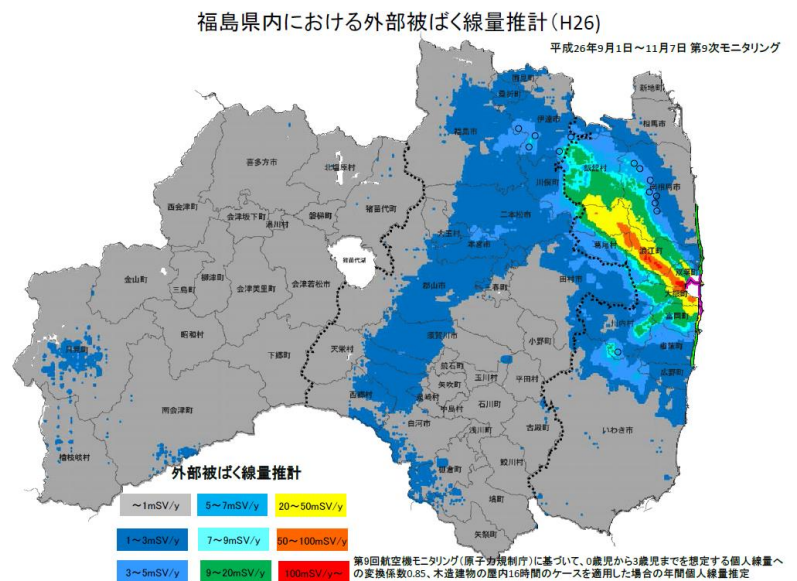 福島県内における外部被ばく線量推計(H26)
平成26年9月1日～11月7日 第9次モニタリング
国見町
桑折町
新地町
伊達市
相馬市
福島市
喜多方市
北塩原村
飯舘村
川俣町
南相馬市
西会津町
猪苗代町
会津坂下町
磐梯町
湯川村
二本松市
大玉村
本宮市
葛尾村
浪江町
猪苗代湖
双葉町
金山町
柳津町
三島町
会津美里町
会津若松市
郡山市
三春町
田村市
大熊町
富岡町
川内村
昭和村
天栄村
須賀川市
小野町
楢葉町
只見町
下郷町
鏡石町
広野町
矢吹町
玉川村
平田村
西郷村
泉崎村
中島村
石川町
南会津町
白河市
浅川町
古殿町
いわき市
檜枝岐村
棚倉町
鮫川村
塙町
矢祭町
外部被ばく線量推計
～1mSV/y
5～7mSV/y
20～50mSV/y
1～3mSV/y
7～9mSV/y
50～100mSV/y
3～5mSV/y
9～20mSV/y
100mSV/y～
第9回航空機モニタリング(原子力規制庁)に基づいて、0歳児から3歳児までを想定する個人線量へ
の変換係数0.85、木造建物の屋内16時間のケースを適用した場合の年間個人線量推定